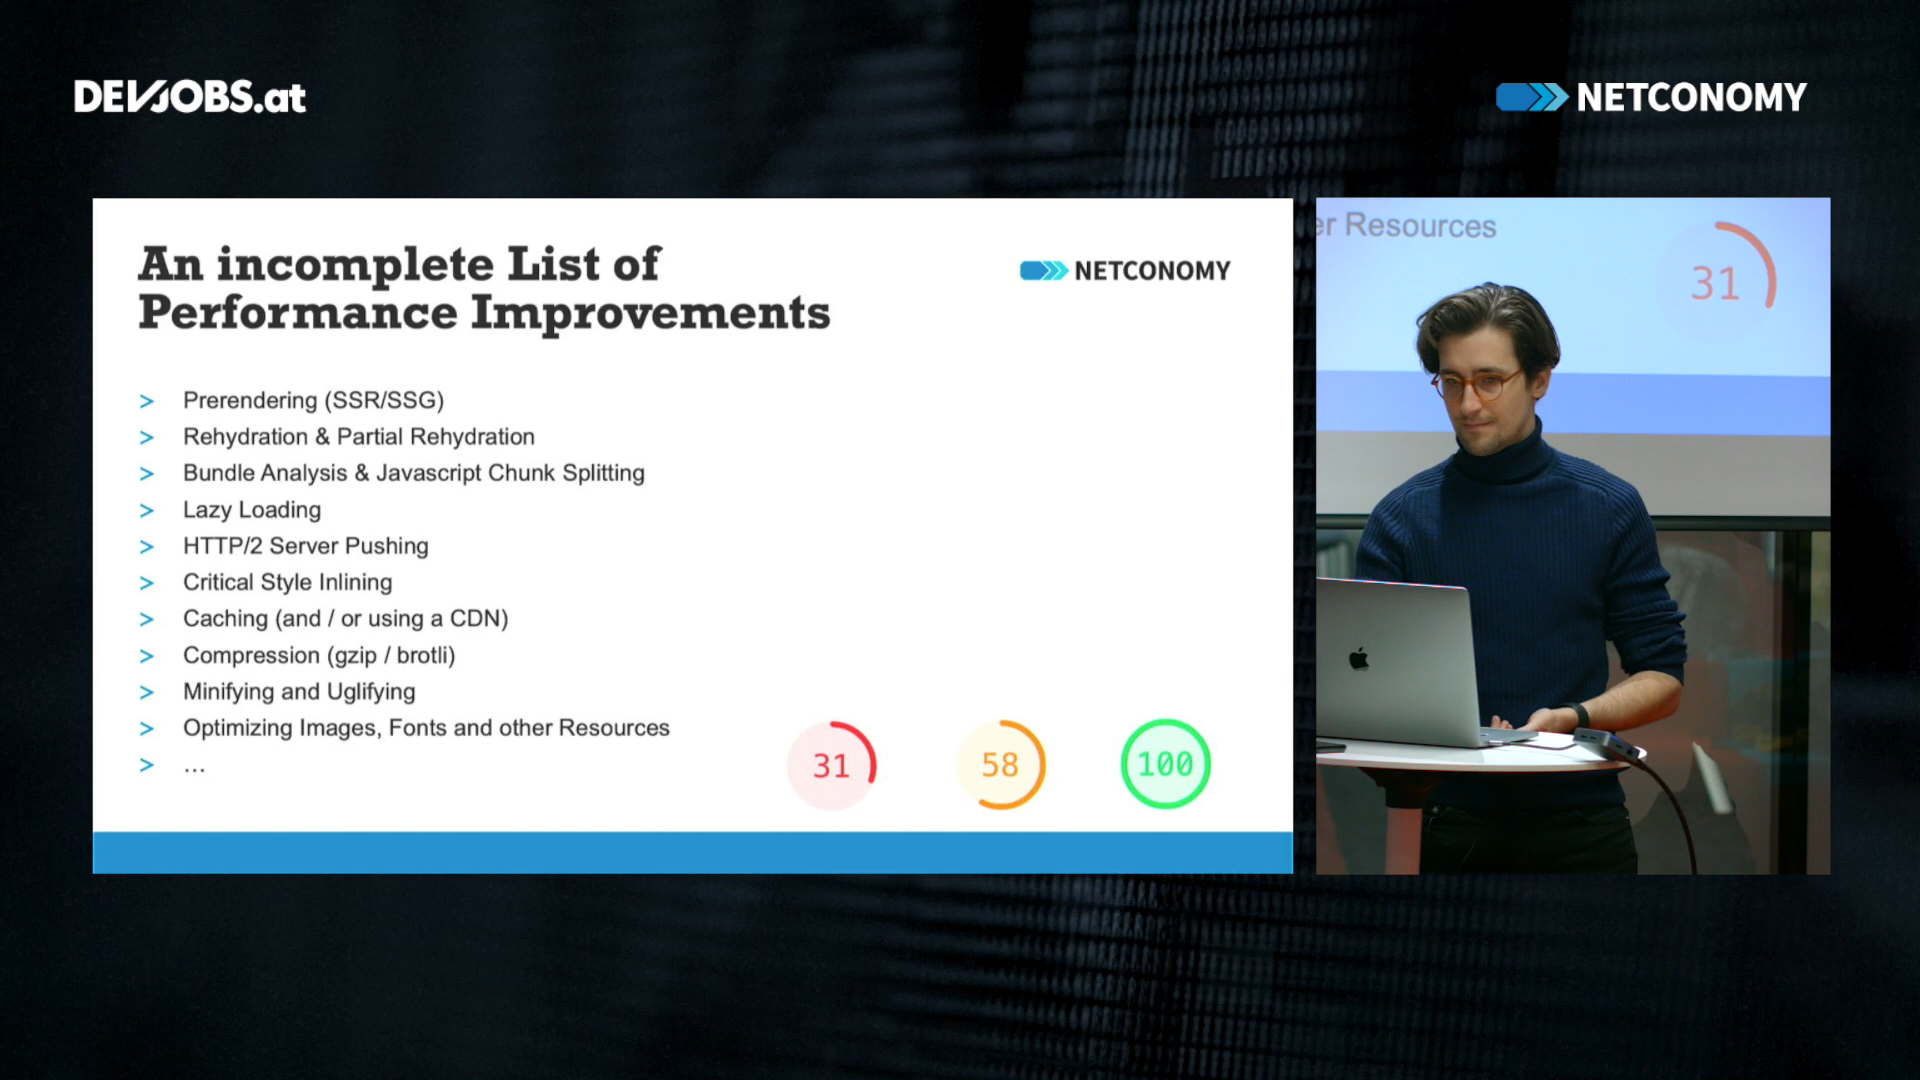 DEVJOBS.at
NETCONOMY
An incomplete List of
Performance Improvements
NETCONOMY
> Prerendering (SSR/SSG)
> Rehydration & Partial Rehydration
> Bundle Analysis & Javascript Chunk Splitting
> Lazy Loading
> HTTP/2 Server Pushing
> Critical Style Inlining
> Caching (and / or using a CDN)
> Compression (gzip / brotli)
> Minifying and Uglifying
> Optimizing Images, Fonts and other Resources
> ...
31
58
100
er Resources
31